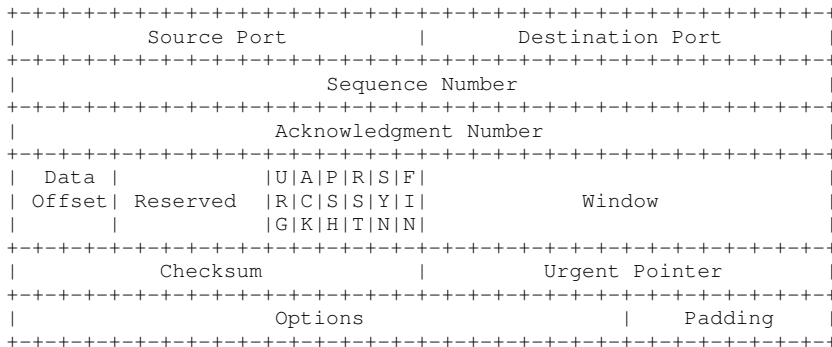 +-+-+-+-+-+-+-+-+-+-+-+-+-+-+-+-+-+-+-+-+-+-+-+-+-+-+-+-+-+-+-+-+
|          Source Port          |       Destination Port        |
+-+-+-+-+-+-+-+-+-+-+-+-+-+-+-+-+-+-+-+-+-+-+-+-+-+-+-+-+-+-+-+-+
|                        Sequence Number                        |
+-+-+-+-+-+-+-+-+-+-+-+-+-+-+-+-+-+-+-+-+-+-+-+-+-+-+-+-+-+-+-+-+
|                    Acknowledgment Number                      |
+-+-+-+-+-+-+-+-+-+-+-+-+-+-+-+-+-+-+-+-+-+-+-+-+-+-+-+-+-+-+-+-+
|  Data |           |U|A|P|R|S|F|                               |
| Offset| Reserved  |R|C|S|S|Y|I|            Window             |
|       |           |G|K|H|T|N|N|                               |
+-+-+-+-+-+-+-+-+-+-+-+-+-+-+-+-+-+-+-+-+-+-+-+-+-+-+-+-+-+-+-+-+
|           Checksum            |         Urgent Pointer        |
+-+-+-+-+-+-+-+-+-+-+-+-+-+-+-+-+-+-+-+-+-+-+-+-+-+-+-+-+-+-+-+-+
|                    Options                    |    Padding    |
+-+-+-+-+-+-+-+-+-+-+-+-+-+-+-+-+-+-+-+-+-+-+-+-+-+-+-+-+-+-+-+-+